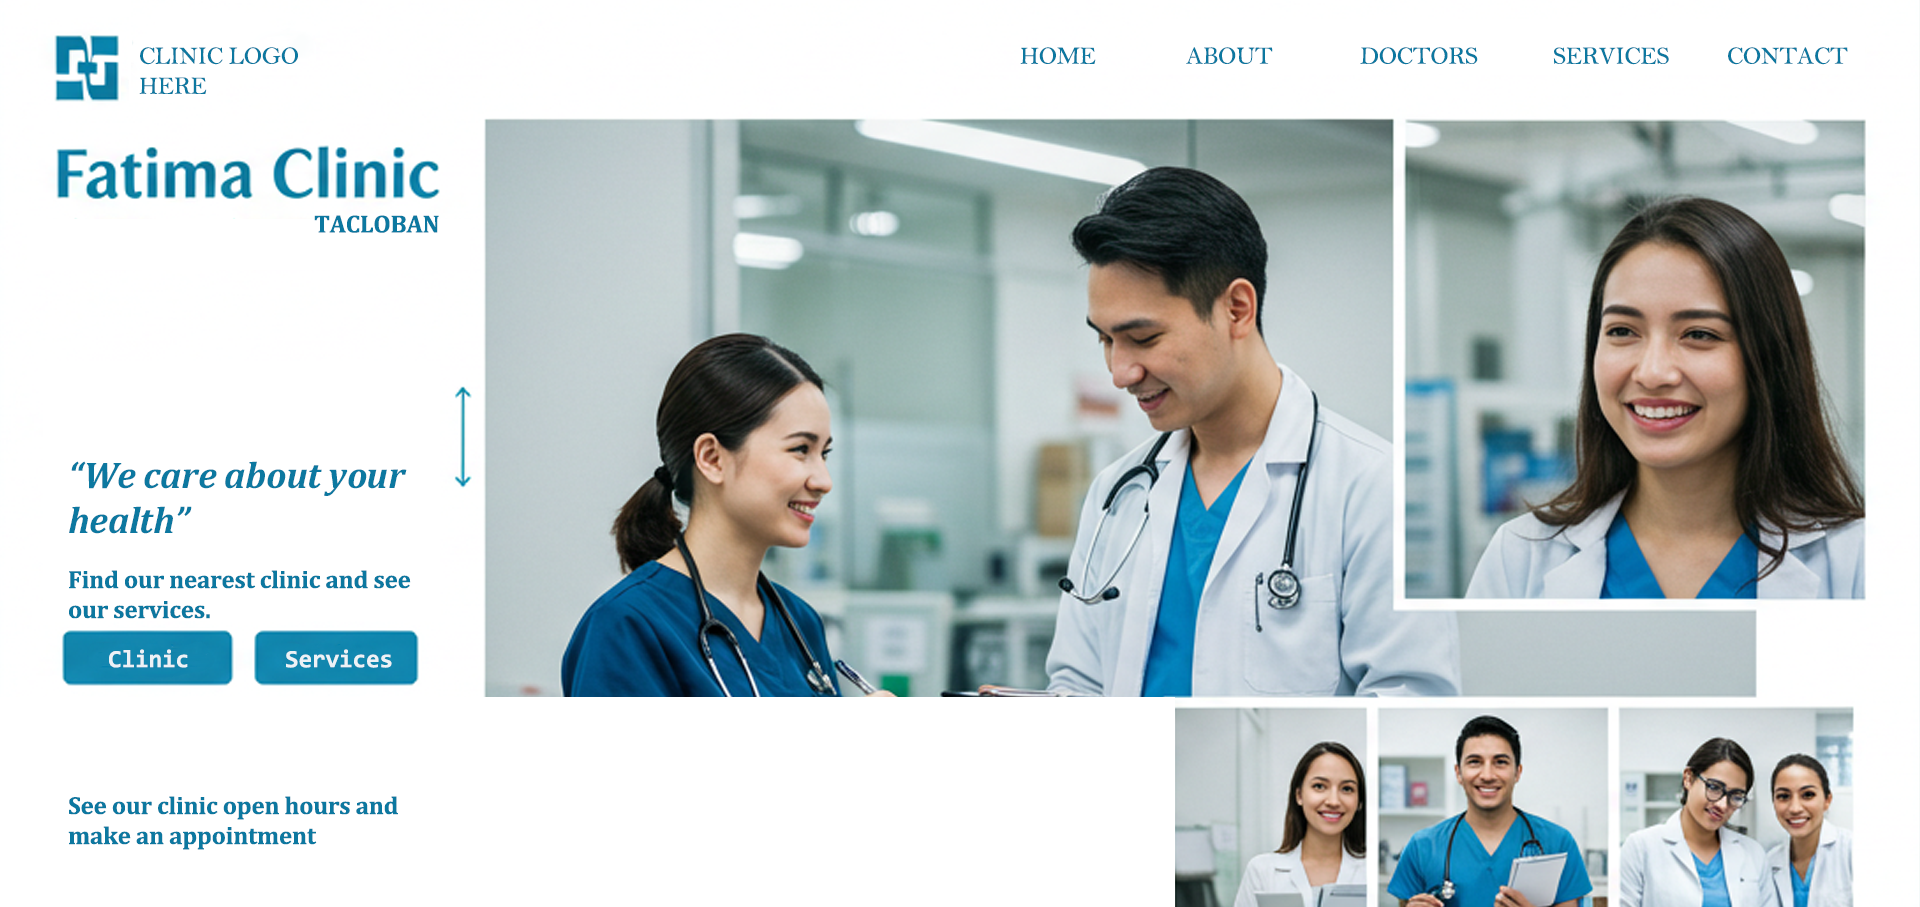 CLINIC LOGO
HERE
HOME
ABOUT
DOCTORS
SERVICES
CONTACT
Fatima Clinic
TACLOBAN
“We care about your
health”
Find our nearest clinic and see
our services.
Clinic
Services
See our clinic open hours and
make an appointment